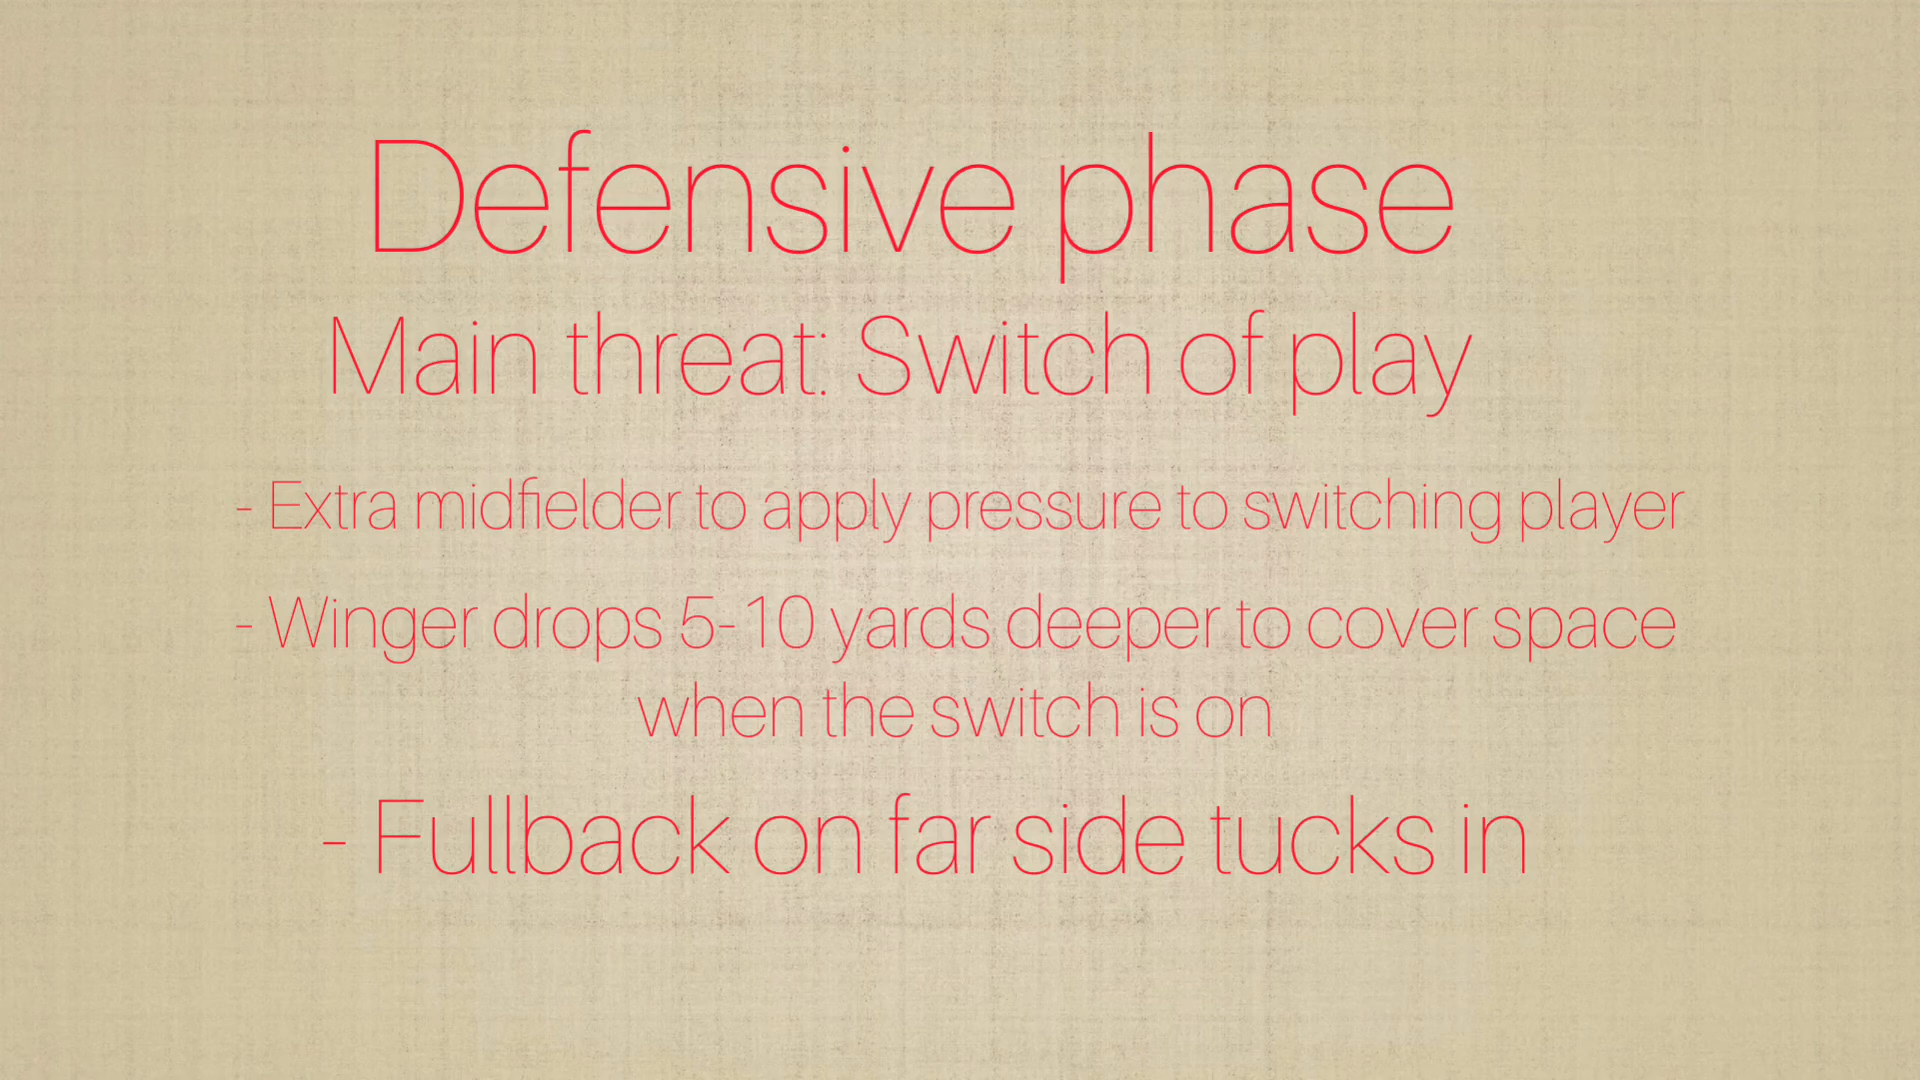 Defensive phase
Main threat: Switch of play
- Extra midfielder to apply pressure to switching player
- Winger drops 5-10 yards deeper to cover space
when the switch is on
- Fullback on far side tucks in